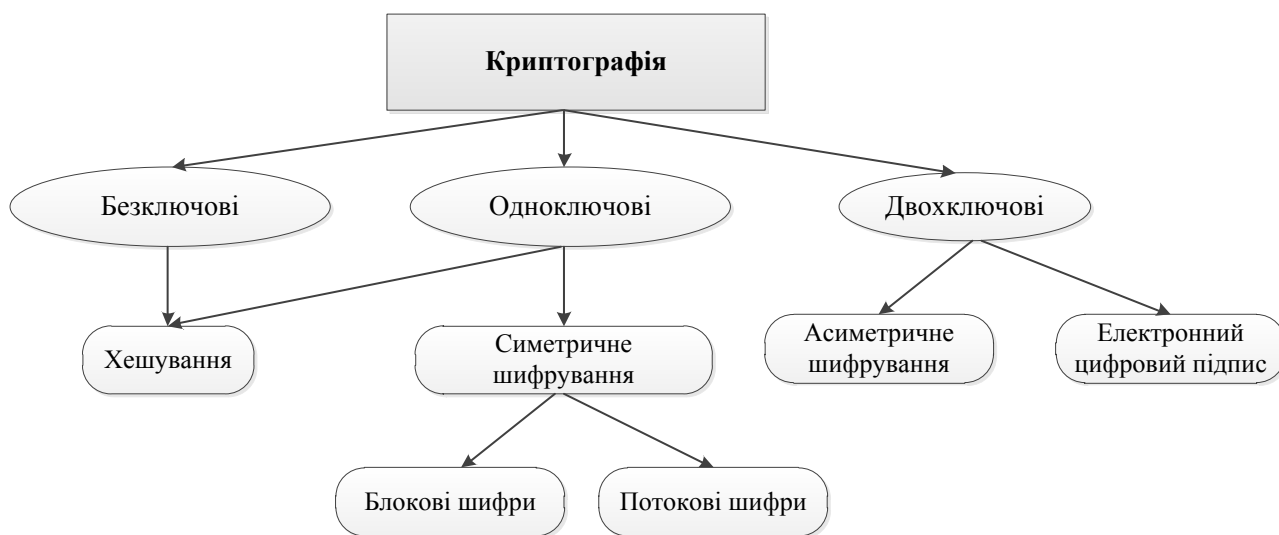 Криптографія
Безключові
Одноключові
Двохключові
Хешування
Симетричне
шифрування
Асиметричне
шифрування
Електронний
цифровий підпис
Блокові шифри
Потокові шифри